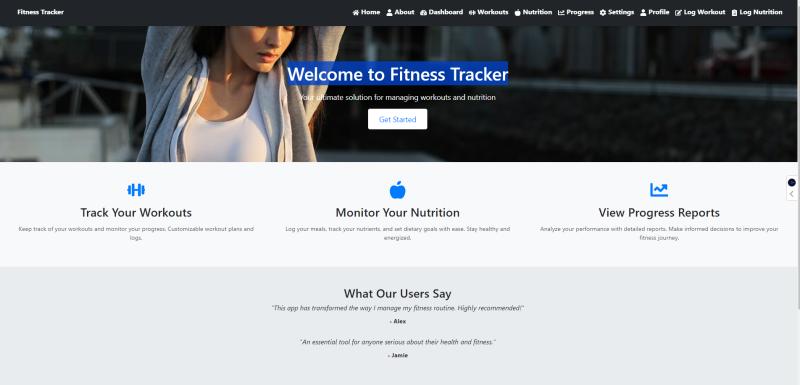 Fitness Tracker
Home About Dashboard Workouts Nutrition Progress Settings Profile Log Workout Log Nutrition
Welcome to Fitness Tracker
Your ultimate solution for managing workouts and nutrition
Get Started
Track Your Workouts
Keep track of your workouts and monitor your progress. Customizable workout plans and
logs.
Monitor Your Nutrition
Log your meals, track your nutrients, and set dietary goals with ease. Stay healthy and
energized.
View Progress Reports
Analyze your performance with detailed reports. Make informed decisions to improve your
fitness journey.
What Our Users Say
"This app has transformed the way I manage my fitness routine. Highly recommended!"
- Alex
"An essential tool for anyone serious about their health and fitness."
- Jamie